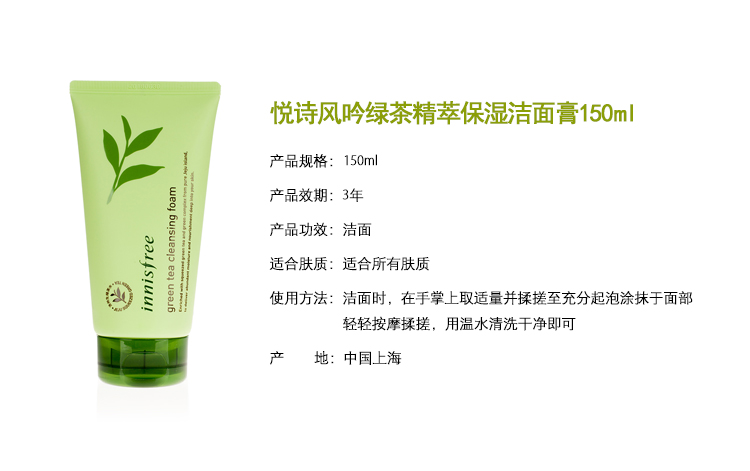 悦诗风吟绿茶精萃保湿洁面膏150ml
产品规格：150ml
产品效期：3年
产品功效：洁面
适合肤质：适合所有肤质
使用方法：洁面时，在手掌上取适量并揉搓至充分起泡涂抹于面部
轻轻按摩揉搓，用温水清洗干净即可
产 地：中国上海
innisfree
green tea cleansing foam